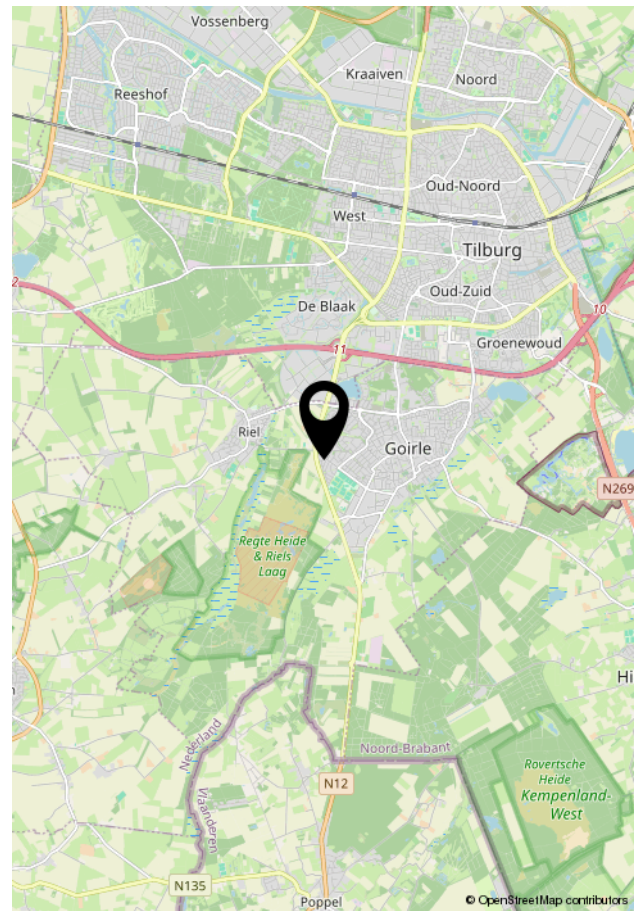 Vossenberg
Kraaiven
Noord
Reeshof
Oud-Noord
West
Tilburg
2
De Blaak
Oud-Zuid
10
11
Groenewoud
Riel
Goirle
N269
Regte Heide
& Riels
Laag
Hi
Nederland
Noord-Brabant
Vlaanderen
Rovertsche
Heide
Kempenland-
West
N12
N135
Poppel
© OpenStreetMap contributors